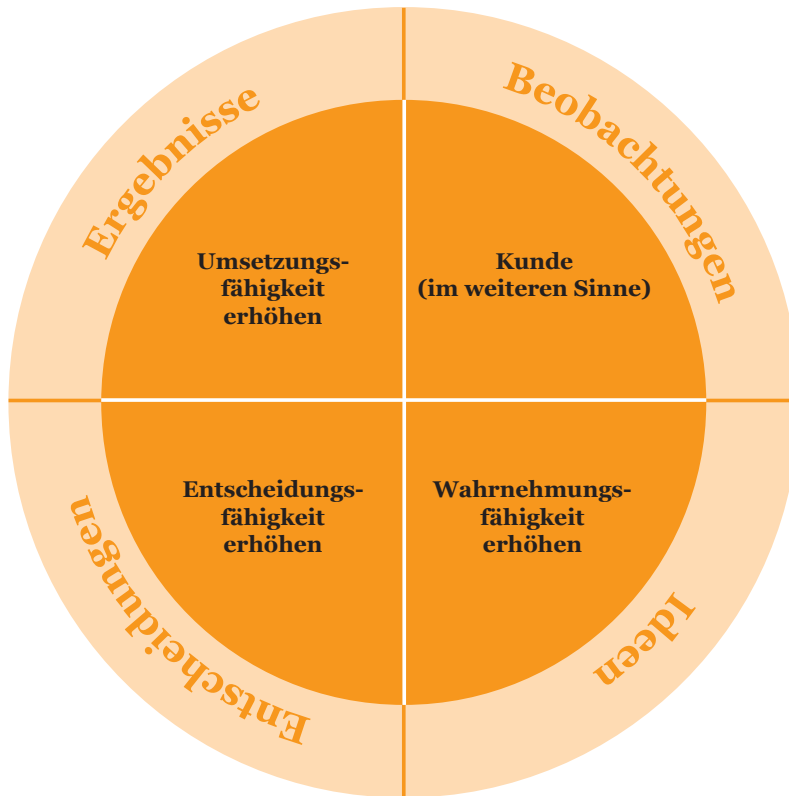 Ergebnisse
Beobachtungen
Umsetzungs-
fähigkeit
erhöhen
Kunde
(im weiteren Sinne)
Entscheidungs-
fähigkeit
erhöhen
Wahrnehmungs-
fähigkeit
erhöhen
Entscheidungen
Ideen